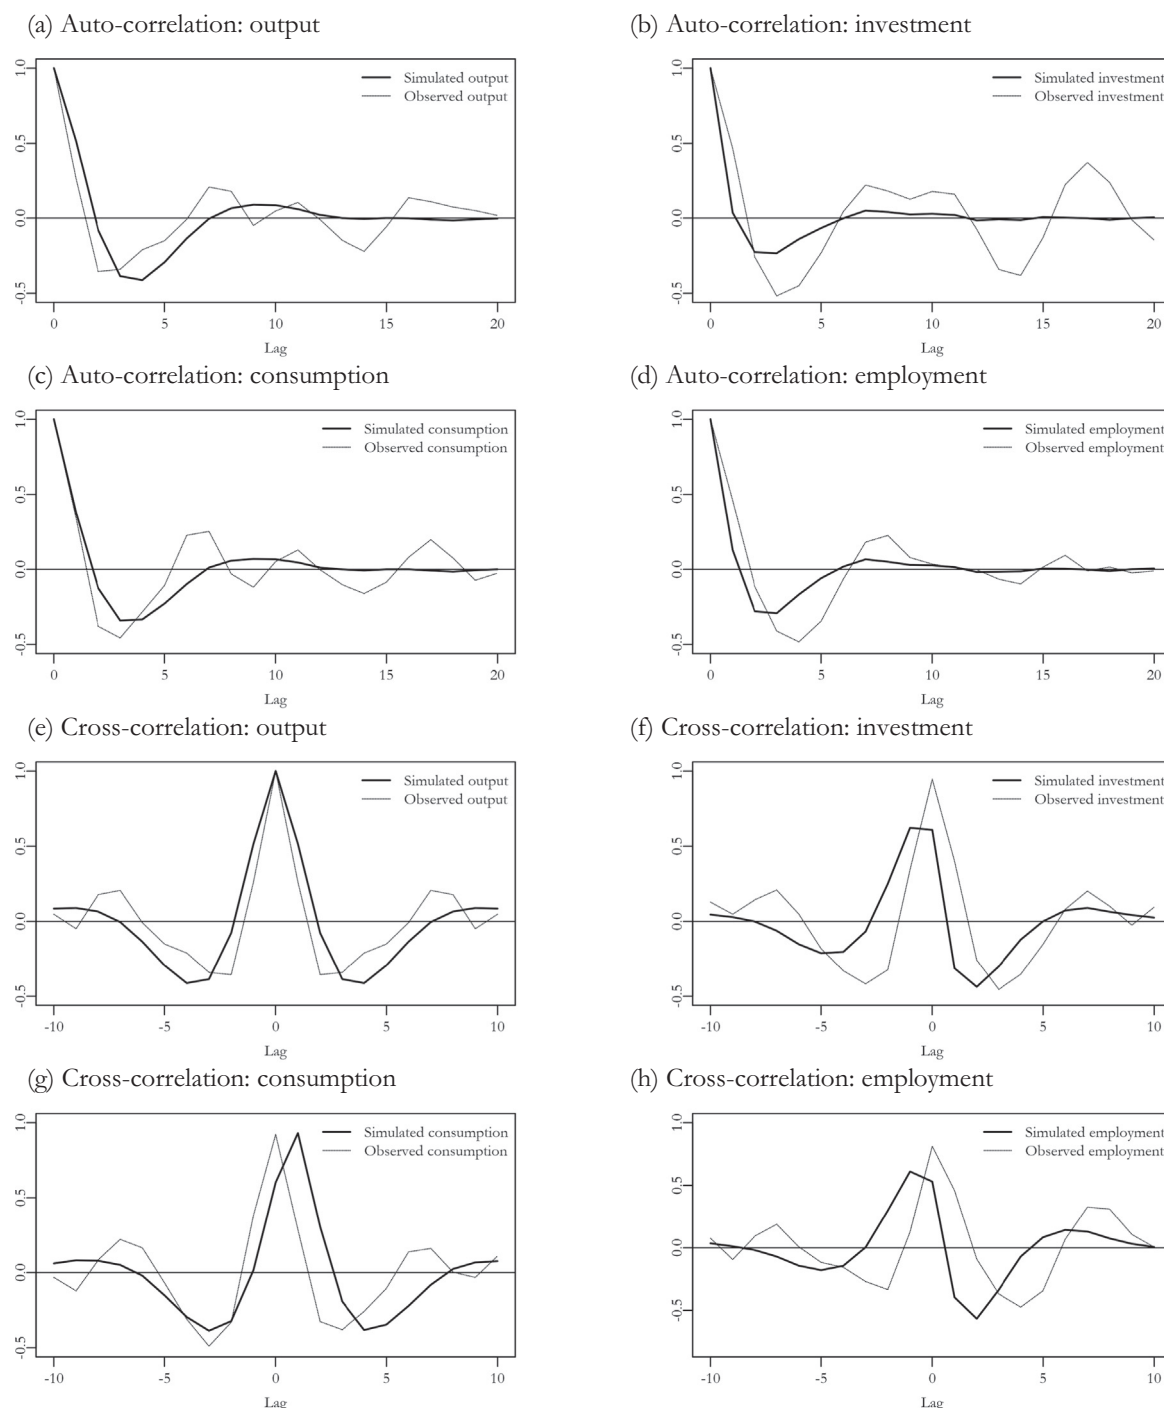 (a) Auto-correlation: output
1.0
0.5
0.0
-0.5
Simulated output
Observed output
0 5 10 15 20
Lag
(b) Auto-correlation: investment
1.0
0.5
0.0
-0.5
Simulated investment
Observed investment
0 5 10 15 20
Lag
(c) Auto-correlation: consumption
1.0
0.5
0.0
-0.5
Simulated consumption
Observed consumption
0 5 10 15 20
Lag
(d) Auto-correlation: employment
1.0
0.5
0.0
-0.5
Simulated employment
Observed employment
0 5 10 15 20
Lag
(e) Cross-correlation: output
1.0
0.5
0.0
-0.5
Simulated output
Observed output
-10 -5 0 5 10
Lag
(f) Cross-correlation: investment
1.0
0.5
0.0
-0.5
Simulated investment
Observed investment
-10 -5 0 5 10
Lag
(g) Cross-correlation: consumption
1.0
0.5
0.0
-0.5
Simulated consumption
Observed consumption
-10 -5 0 5 10
Lag
(h) Cross-correlation: employment
1.0
0.5
0.0
-0.5
Simulated employment
Observed employment
-10 -5 0 5 10
Lag